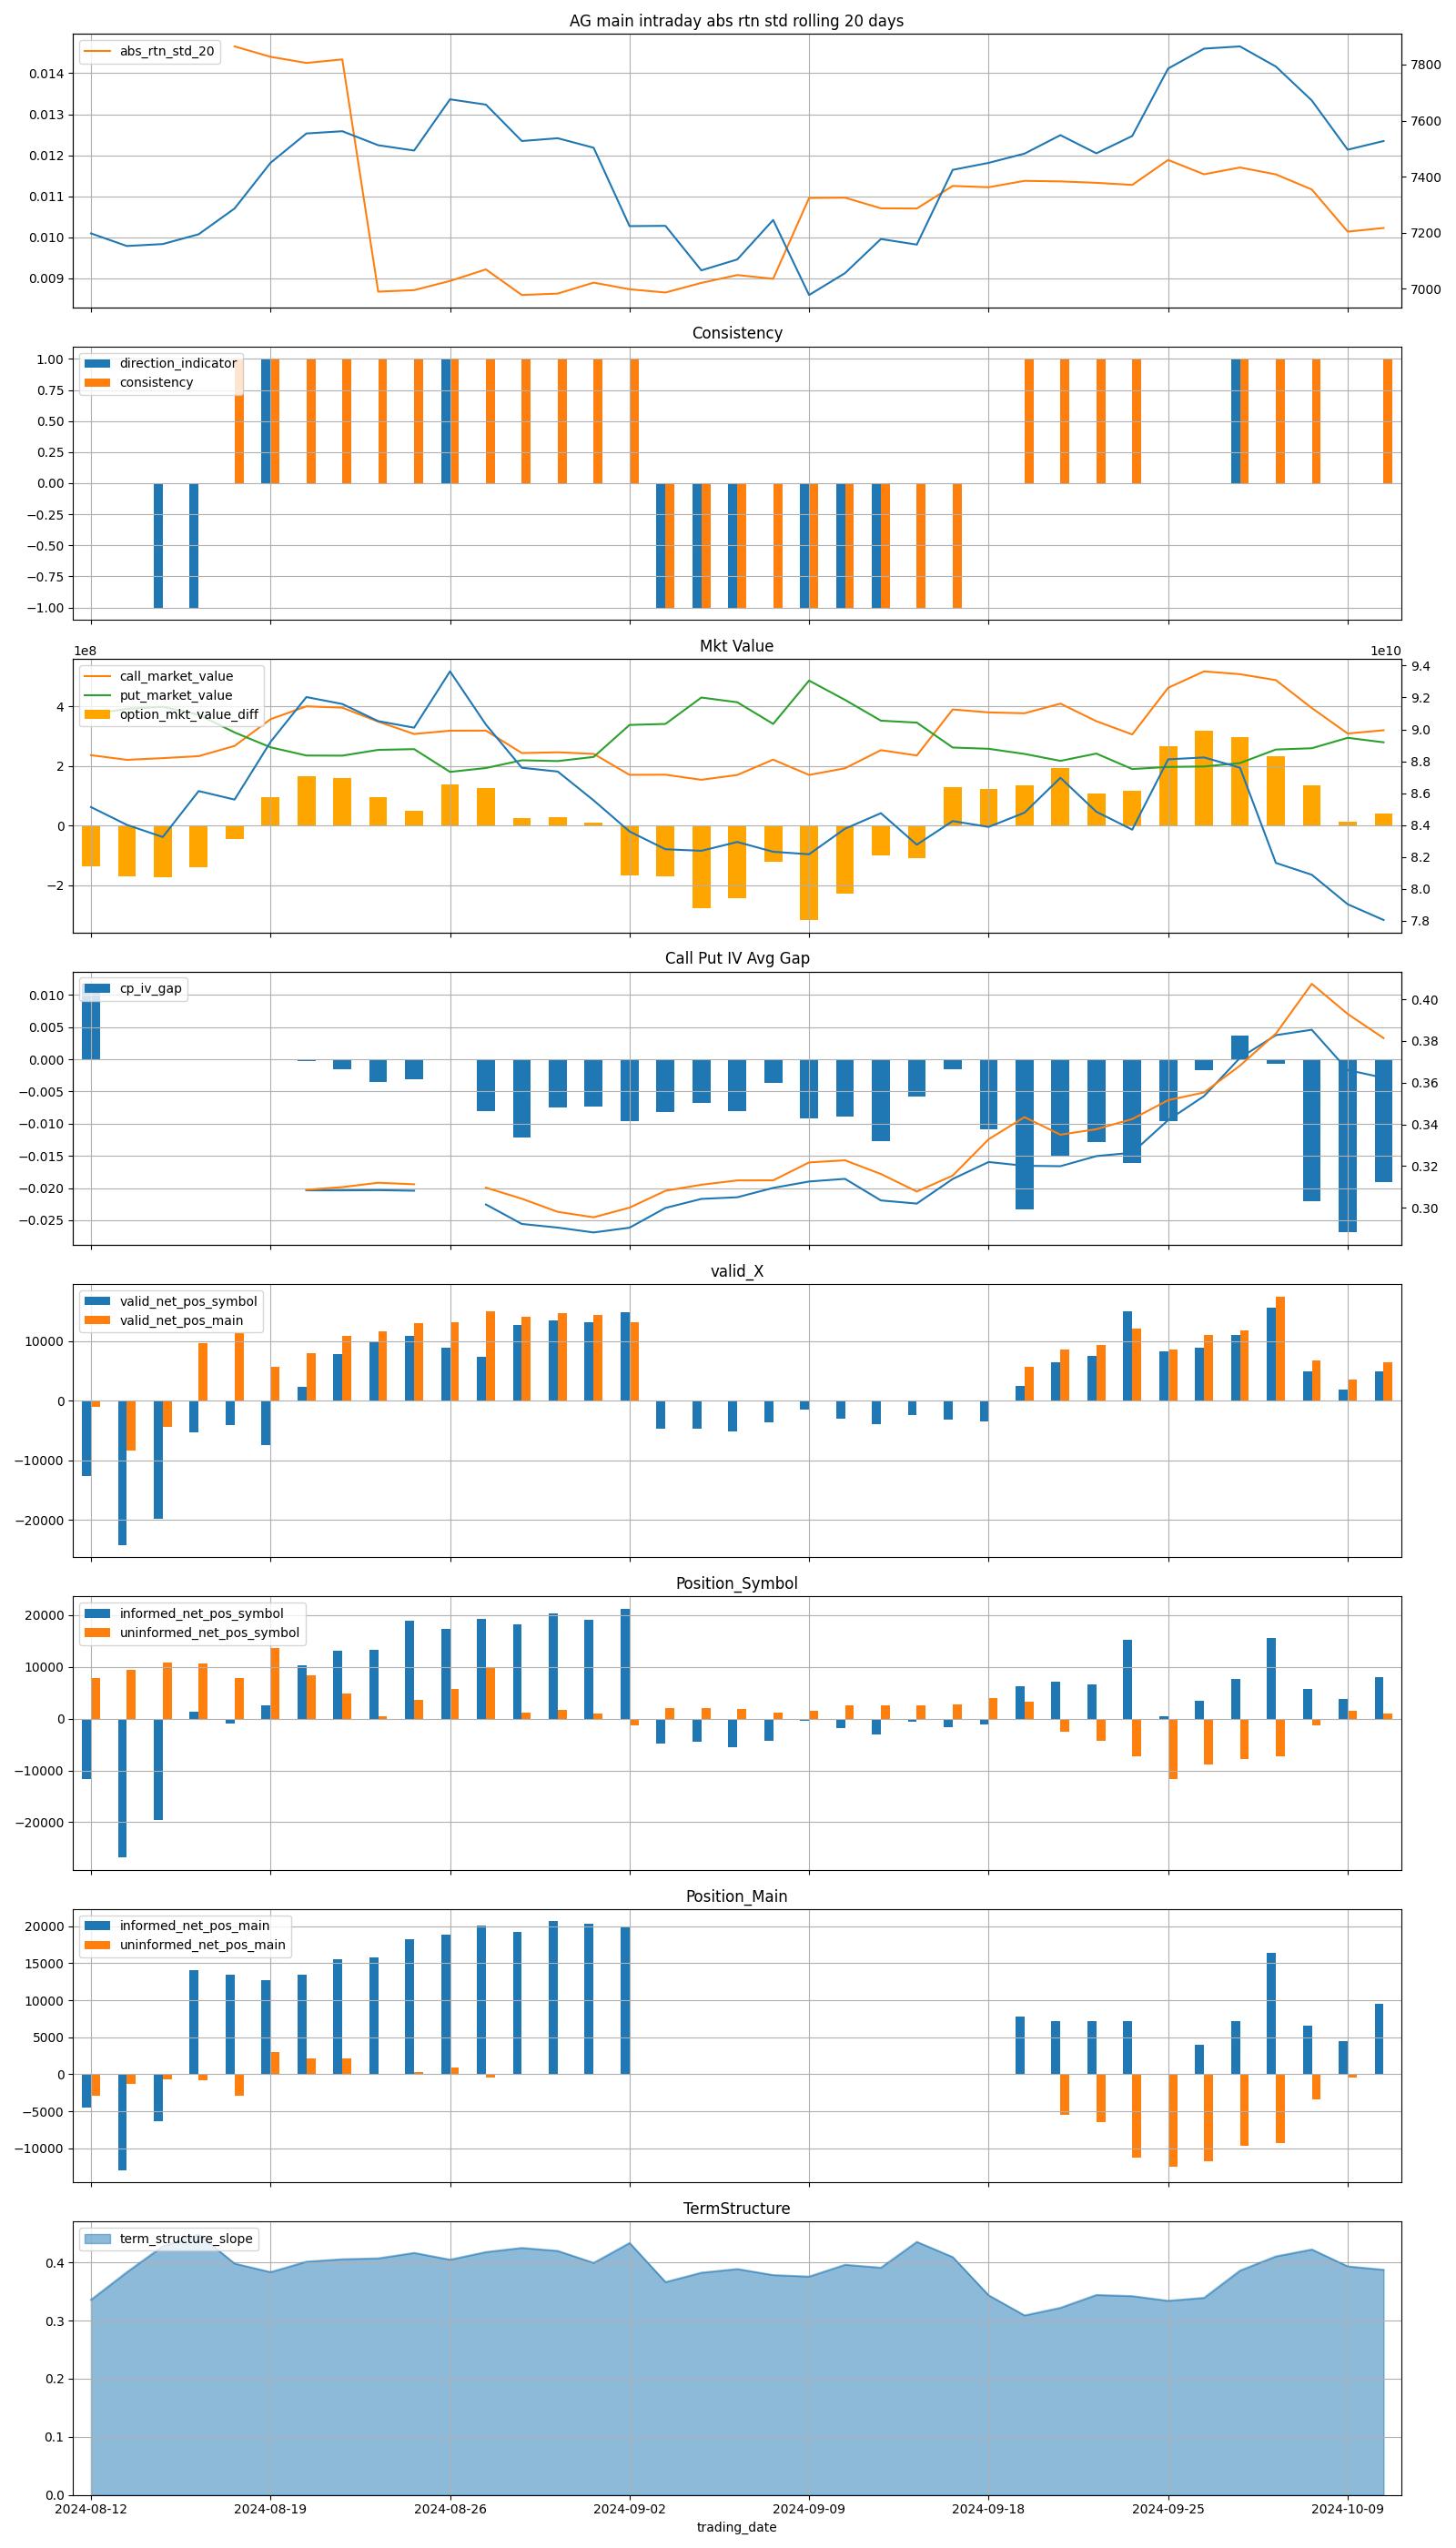 AG main intraday abs rtn std rolling 20 days
abs_rtn_std_20
0.014
0.013
0.012
0.011
0.010
0.009
7800
7600
7400
7200
7000
Consistency
direction_indicator
consistency
1.00
0.75
0.50
0.25
0.00
−0.25
−0.50
−0.75
−1.00
Mkt Value
1e8
1e10
call_market_value
put_market_value
option_mkt_value_diff
4
2
0
−2
9.4
9.2
9.0
8.8
8.6
8.4
8.2
8.0
7.8
Call Put IV Avg Gap
cp_iv_gap
0.010
0.005
0.000
−0.005
−0.010
−0.015
−0.020
−0.025
0.40
0.38
0.36
0.34
0.32
0.30
valid_X
valid_net_pos_symbol
valid_net_pos_main
10000
0
−10000
−20000
Position_Symbol
informed_net_pos_symbol
uninformed_net_pos_symbol
20000
10000
0
−10000
−20000
Position_Main
informed_net_pos_main
uninformed_net_pos_main
20000
15000
10000
5000
0
−5000
−10000
TermStructure
term_structure_slope
0.4
0.3
0.2
0.1
0.0
2024-08-12 2024-08-19 2024-08-26 2024-09-02 2024-09-09 2024-09-18 2024-09-25 2024-10-09
trading_date